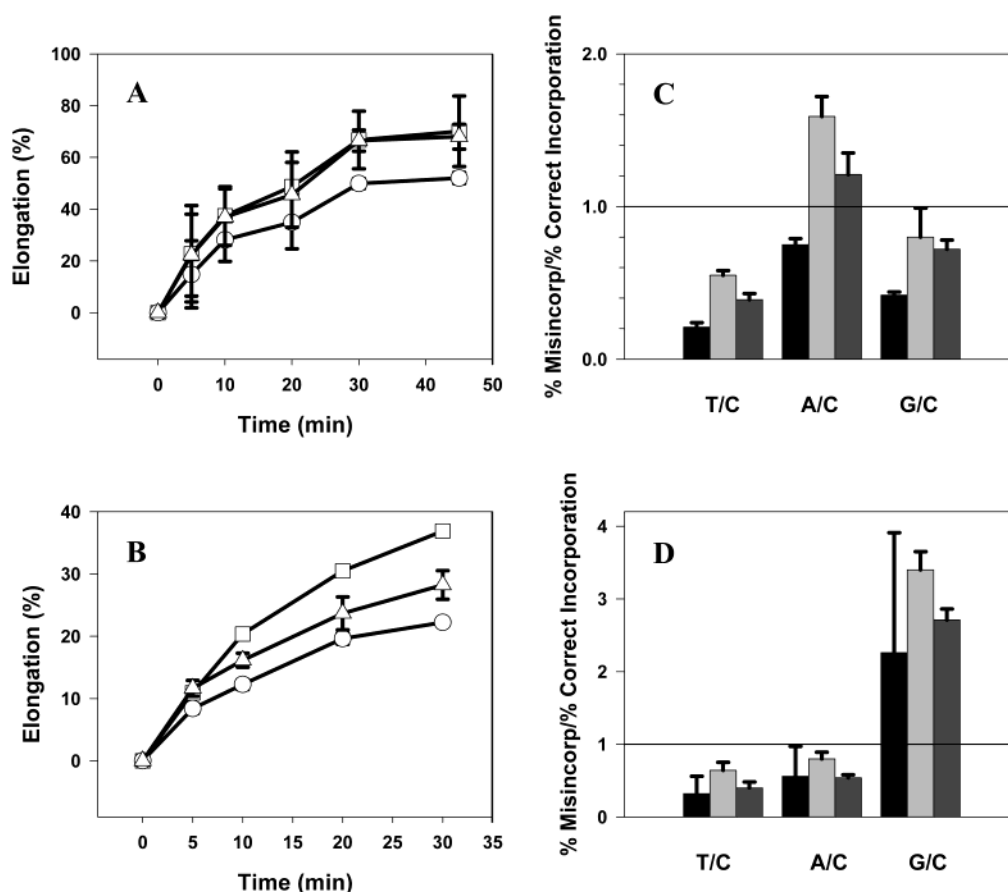 A
Elongation (%)
100
80
60
40
20
0
0 10 20 30 40 50
Time (min)
C
% Misincorp/% Correct Incorporation
2.0
1.0
0.0
T/C A/C G/C
B
Elongation (%)
40
30
20
10
0
0 5 10 15 20 25 30 35
Time (min)
D
% Misincorp/% Correct Incorporation
4
3
2
1
0
T/C A/C G/C